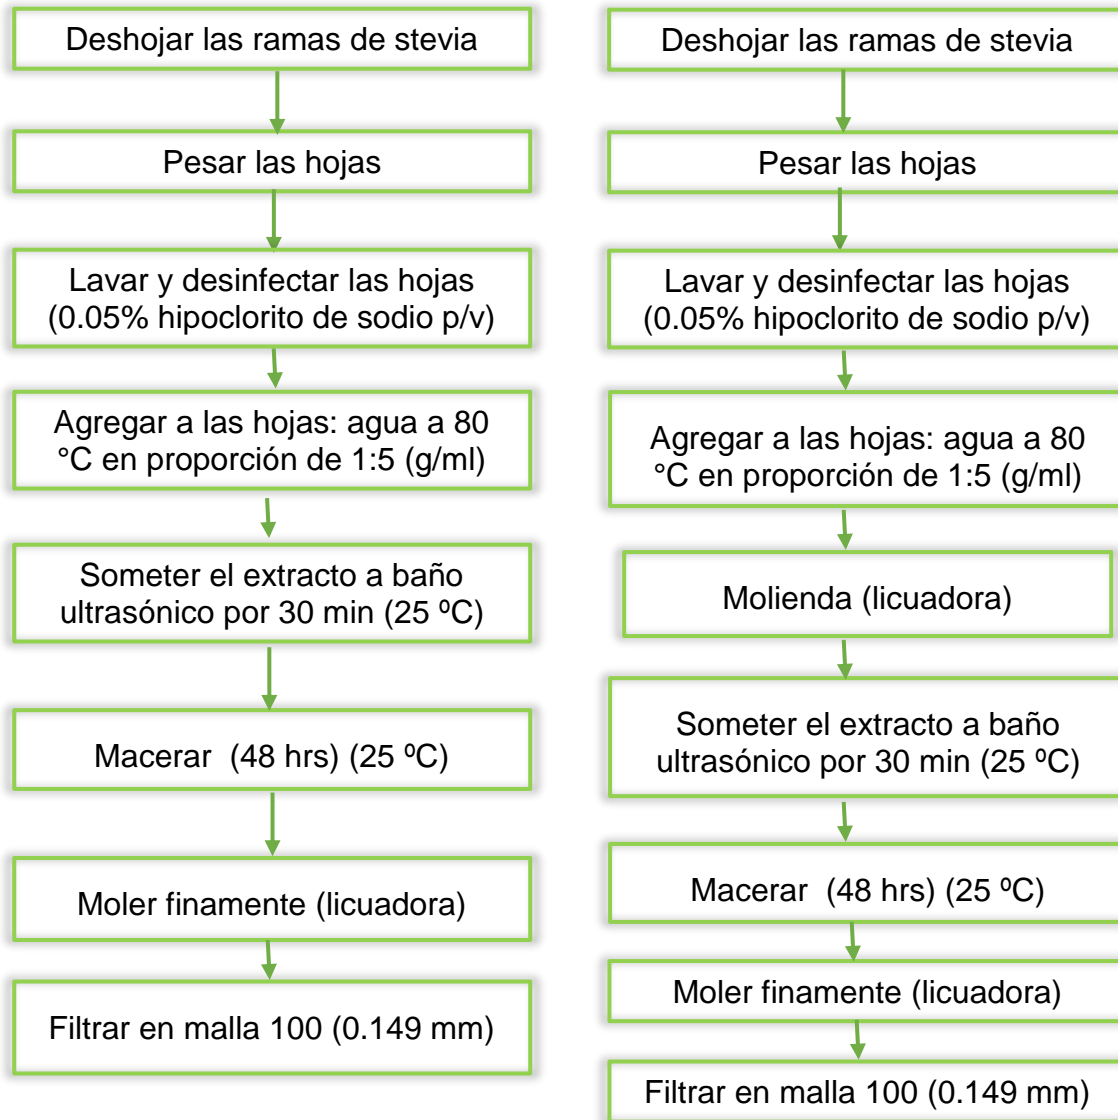 Deshojar las ramas de stevia
Pesar las hojas
Lavar y desinfectar las hojas
(0.05% hipoclorito de sodio p/v)
Agregar a las hojas: agua a 80
°C en proporción de 1:5 (g/ml)
Someter el extracto a baño
ultrasónico por 30 min (25 ºC)
Macerar  (48 hrs) (25 ºC)
Moler finamente (licuadora)
Filtrar en malla 100 (0.149 mm)
Deshojar las ramas de stevia
Pesar las hojas
Lavar y desinfectar las hojas
(0.05% hipoclorito de sodio p/v)
Agregar a las hojas: agua a 80
°C en proporción de 1:5 (g/ml)
Molienda (licuadora)
Someter el extracto a baño
ultrasónico por 30 min (25 ºC)
Macerar  (48 hrs) (25 ºC)
Moler finamente (licuadora)
Filtrar en malla 100 (0.149 mm)